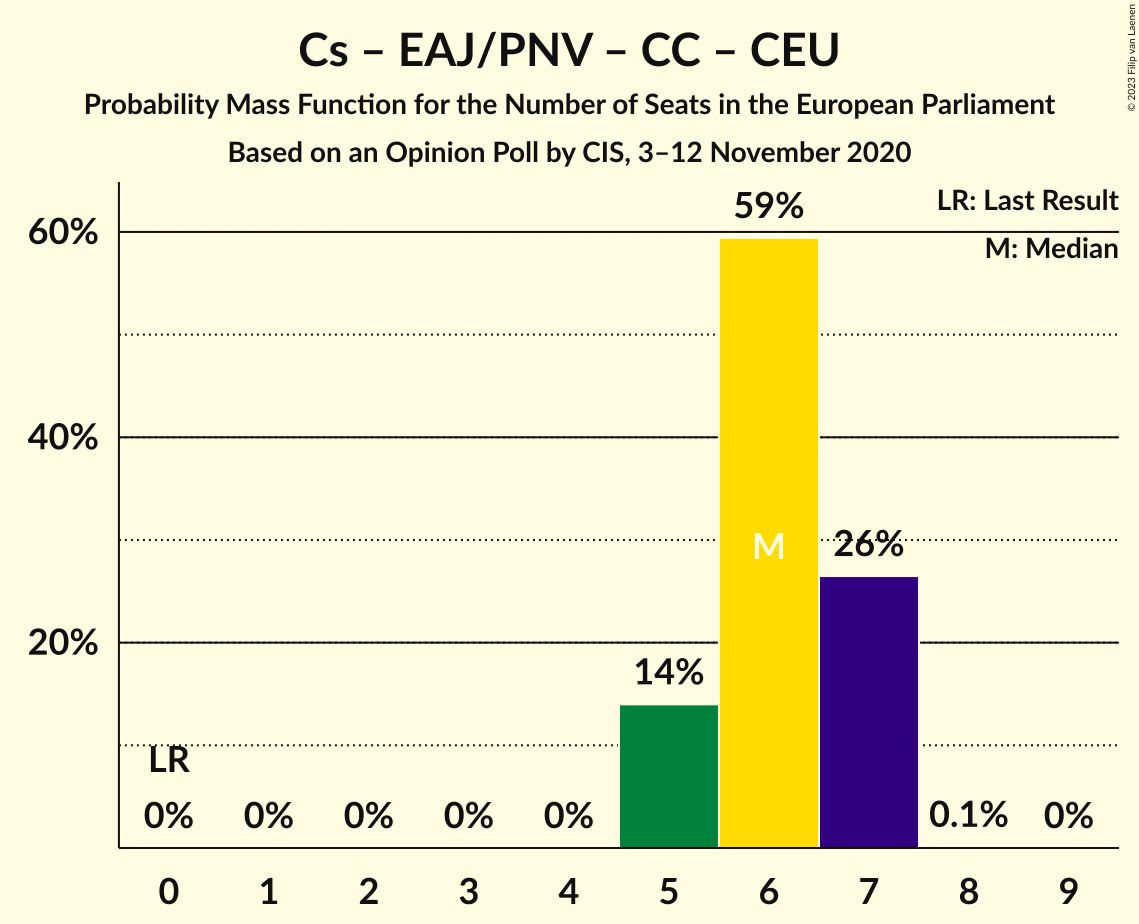 Cs – EAJ/PNV – CC – CEU
Probability Mass Function for the Number of Seats in the European Parliament
Based on an Opinion Poll by CIS, 3–12 November 2020
© 2023 Filip van Laenen
LR: Last Result
M: Median
60%
40%
20%
59%
M
26%
14%
LR
0% 0% 0% 0% 0% 0.1% 0%
0 1 2 3 4 5 6 7 8 9